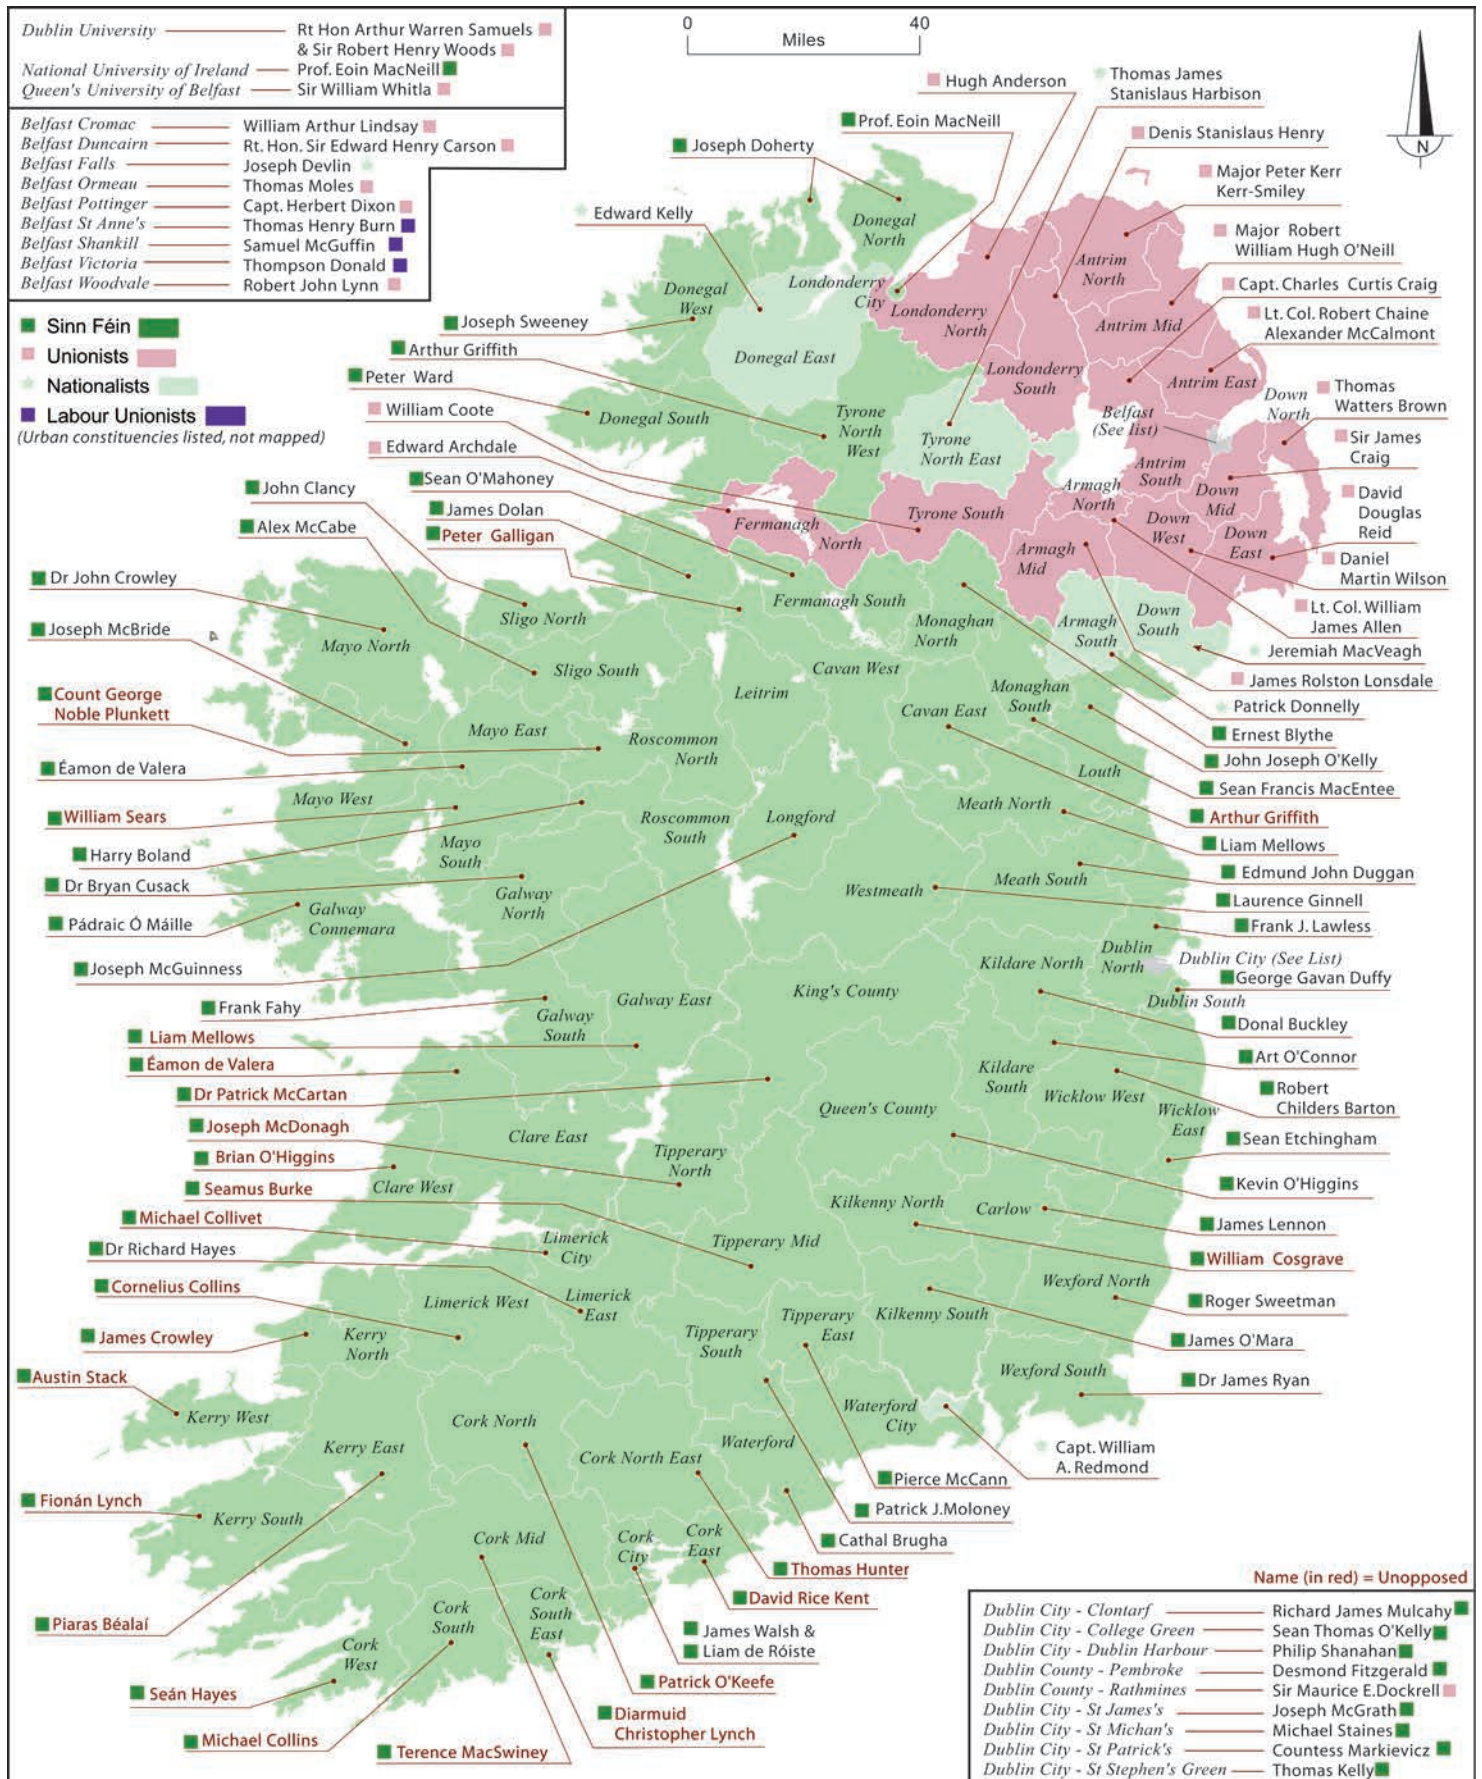 Dublin University
Rt Hon Arthur Warren Samuels
& Sir Robert Henry Woods
National University of Ireland
Prof. Eoin MacNeill
Queen's University of Belfast
Sir William Whitla
Belfast Cromac
William Arthur Lindsay
Belfast Duncairn
Rt. Hon. Sir Edward Henry Carson
Belfast Falls
Joseph Devlin
Belfast Ormeau
Thomas Moles
Belfast Pottinger
Capt. Herbert Dixon
Belfast St Anne's
Thomas Henry Burn
Belfast Shankill
Samuel McGuffin
Belfast Victoria
Thompson Donald
Belfast Woodvale
Robert John Lynn
Sinn Féin
Unionists
Nationalists
Labour Unionists
(Urban constituencies listed, not mapped)
0
40
Miles
N
Hugh Anderson
Thomas James
Stanislaus Harbison
Prof. Eoin MacNeill
Denis Stanislaus Henry
Joseph Doherty
Major Peter Kerr
Kerr-Smiley
Edward Kelly
Major Robert
William Hugh O'Neill
Capt. Charles Curtis Craig
Lt. Col. Robert Chaine
Alexander McCalmont
Joseph Sweeney
Arthur Griffith
Peter Ward
William Coote
Edward Archdale
Sean O'Mahoney
James Dolan
Peter Galligan
John Clancy
Alex McCabe
Thomas
Watters Brown
Sir James
Craig
David
Douglas
Reid
Daniel
Martin Wilson
Lt. Col. William
James Allen
Jeremiah MacVeagh
James Rolston Lonsdale
Patrick Donnelly
Ernest Blythe
John Joseph O'Kelly
Sean Francis MacEntee
Arthur Griffith
Liam Mellows
Edmund John Duggan
Laurence Ginnell
Frank J. Lawless
Dublin City (See List)
George Gavan Duffy
Donal Buckley
Art O'Connor
Robert
Childers Barton
Sean Etchingham
Kevin O'Higgins
James Lennon
William Cosgrave
Roger Sweetman
James O'Mara
Dr James Ryan
Capt. William
A. Redmond
Pierce McCann
Patrick J.Moloney
Cathal Brugha
Thomas Hunter
David Rice Kent
James Walsh &
Liam de Róiste
Patrick O'Keefe
Diarmuid
Christopher Lynch
Terence MacSwiney
Michael Collins
Seán Hayes
Piaras Béalaí
Fionán Lynch
Austin Stack
James Crowley
Cornelius Collins
Dr Richard Hayes
Michael Collivet
Seamus Burke
Brian O'Higgins
Joseph McDonagh
Dr Patrick McCartan
Éamon de Valera
Liam Mellows
Frank Fahy
Joseph McGuinness
Pádraic Ó Máille
Dr Bryan Cusack
Harry Boland
William Sears
Éamon de Valera
Count George
Noble Plunkett
Joseph McBride
Dr John Crowley
Donegal
North
Donegal
West
Londonderry
City
Londonderry
North
Antrim
North
Antrim Mid
Donegal East
Londonderry
South
Antrim East
Donegal South
Tyrone
North
West
Tyrone
North East
Belfast
(See list)
Down
North
Antrim
South
Down
Mid
Armagh
North
Down
West
Down
East
Fermanagh
North
Tyrone South
Armagh
Mid
Fermanagh South
Monaghan
North
Armagh
South
Down
South
Sligo North
Mayo North
Sligo South
Leitrim
Cavan West
Monaghan
South
Cavan East
Mayo East
Roscommon
North
Louth
Mayo West
Meath North
Roscommon
South
Longford
Mayo
South
Galway
North
Westmeath
Meath South
Galway
Connemara
Dublin
North
Kildare North
Galway East
King's County
Galway
South
Dublin South
Kildare
South
Wicklow West
Wicklow
East
Queen's County
Clare East
Tipperary
North
Clare West
Kilkenny North
Carlow
Limerick
City
Tipperary Mid
Wexford North
Limerick West
Limerick
East
Tipperary
East
Kilkenny South
Kerry
North
Tipperary
South
Wexford South
Kerry West
Cork North
Waterford
City
Kerry East
Cork North East
Waterford
Kerry South
Cork Mid
Cork
City
Cork
East
Cork
South
Cork
South
East
Cork
West
Name (in red) = Unopposed
Dublin City - Clontarf
Richard James Mulcahy
Dublin City - College Green
Sean Thomas O'Kelly
Dublin City - Dublin Harbour
Philip Shanahan
Dublin County - Pembroke
Desmond Fitzgerald
Dublin County - Rathmines
Sir Maurice E.Dockrell
Dublin City - St James's
Joseph McGrath
Dublin City - St Michan's
Michael Staines
Dublin City - St Patrick's
Countess Markievicz
Dublin City - St Stephen's Green
Thomas Kelly